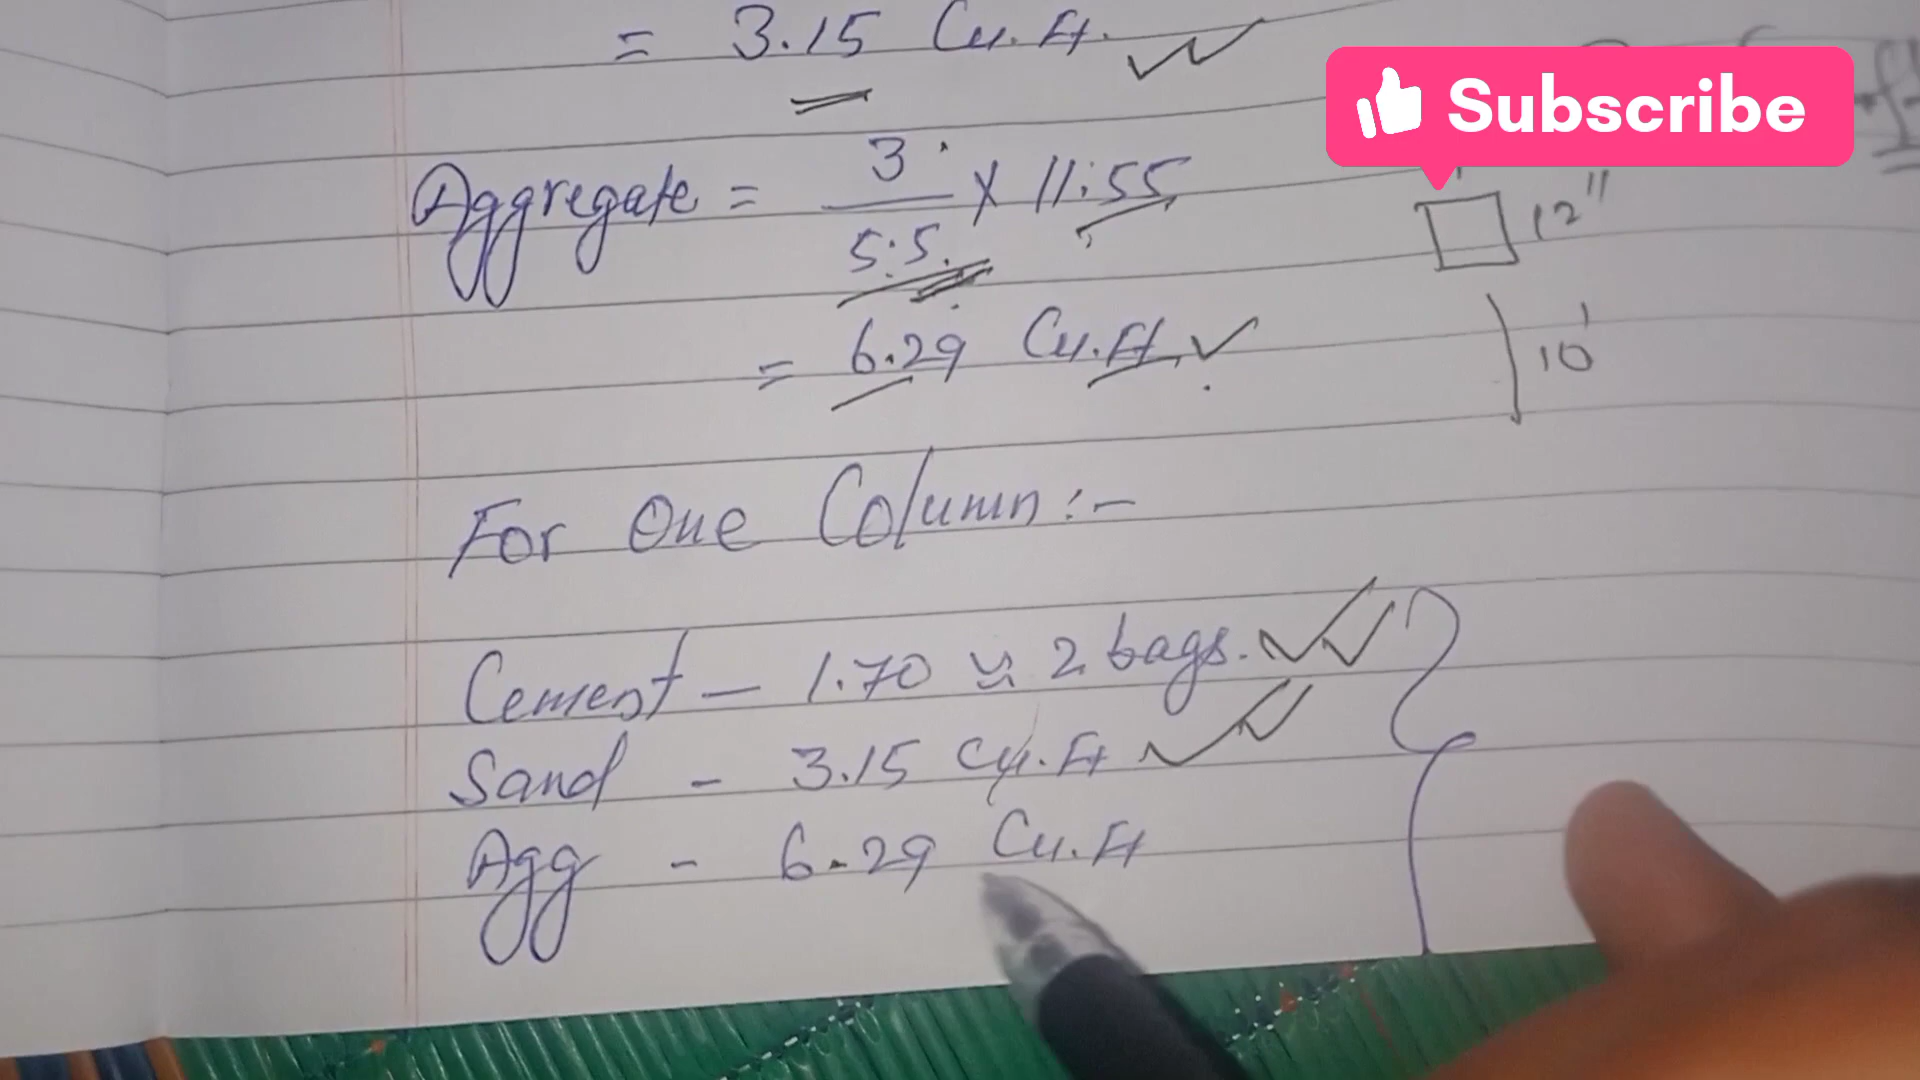 = 3.15 Cu.ft.
Subscribe
Aggregate = 3/5.5 x 11.55
12"
= 6.29 Cu.ft
10'
For One Column :-
Cement - 1.70 ≈ 2 bags.
Sand - 3.15 Cu.ft
Agg - 6.29 Cu.ft